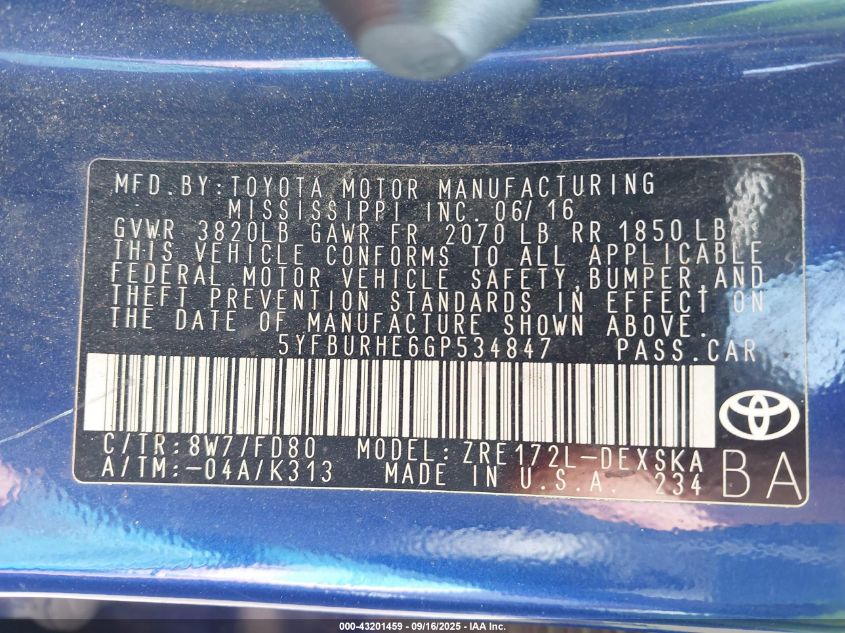 MFD.BY:TOYOTA MOTOR MANUFACTURING
MISSISSIPPI INC. 06/16
GVWR 3820LB GAWR FR 2070 LB RR 1850 LB
THIS VEHICLE CONFORMS TO ALL APPLICABLE
FEDERAL MOTOR VEHICLE SAFETY,BUMPER,AND
THEFT PREVENTION STANDARDS IN EFFECT ON
THE DATE OF MANUFACTURE SHOWN ABOVE.
5YFBURHE6GP534847 PASS.CAR
C/TR:8W7/FD80 MODEL:ZRE172L-DEXSKA
A/TM:-04A/K313 MADE IN U.S.A. 234
BA
000-43201459 - 09/16/2025 - IAA Inc.